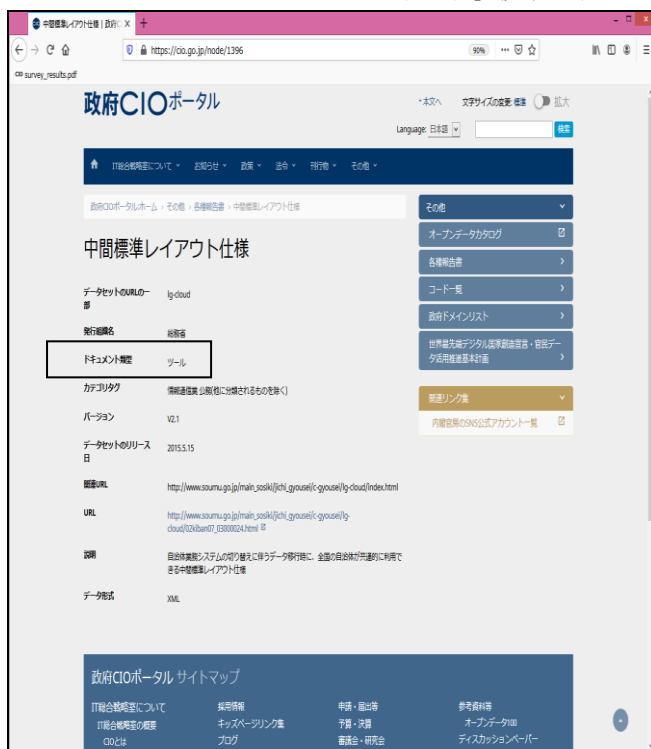 中間標準レイアウト仕様 | 政府C
https://cio.go.jp/node/1396
90%
survey_results.pdf
政府CIOポータル
本文へ 文字サイズの変更: 標準 拡大
Language: 日本語 検索
IT総合戦略室について お知らせ 政策 法令 刊行物 その他
政府CIOポータルホーム › その他 › 各種報告書 › 中間標準レイアウト仕様
中間標準レイアウト仕様
データセットのURLの一部 lg-cloud
発行組織名 総務省
ドキュメント類型 ツール
カテゴリタグ 情報通信業 公務(他に分類されるものを除く)
バージョン V2.1
データセットのリリース日 2015.5.15
関連URL http://www.soumu.go.jp/main_sosiki/jichi_gyousei/c-gyousei/lg-cloud/index.html
URL http://www.soumu.go.jp/main_sosiki/jichi_gyousei/c-gyousei/lg-
cloud/02kiban07_03000024.html
説明 自治体業務システムの切り替えに伴うデータ移行時に、全国の自治体が共通的に利用で
きる中間標準レイアウト仕様
データ形式 XML
その他
オープンデータカタログ
各種報告書
コード一覧
政府ドメインリスト
世界最先端デジタル国家創造宣言・官民デー
タ活用推進基本計画
関連リンク集
内閣官房のSNS公式アカウント一覧
政府CIOポータル サイトマップ
IT総合戦略室について 採用情報 申請・届出等 参考資料等
IT総合戦略室の概要 キッズページリンク集 予算・決算 オープンデータ100
CIOとは ブログ 審議会・研究会 ディスカッションペーパー